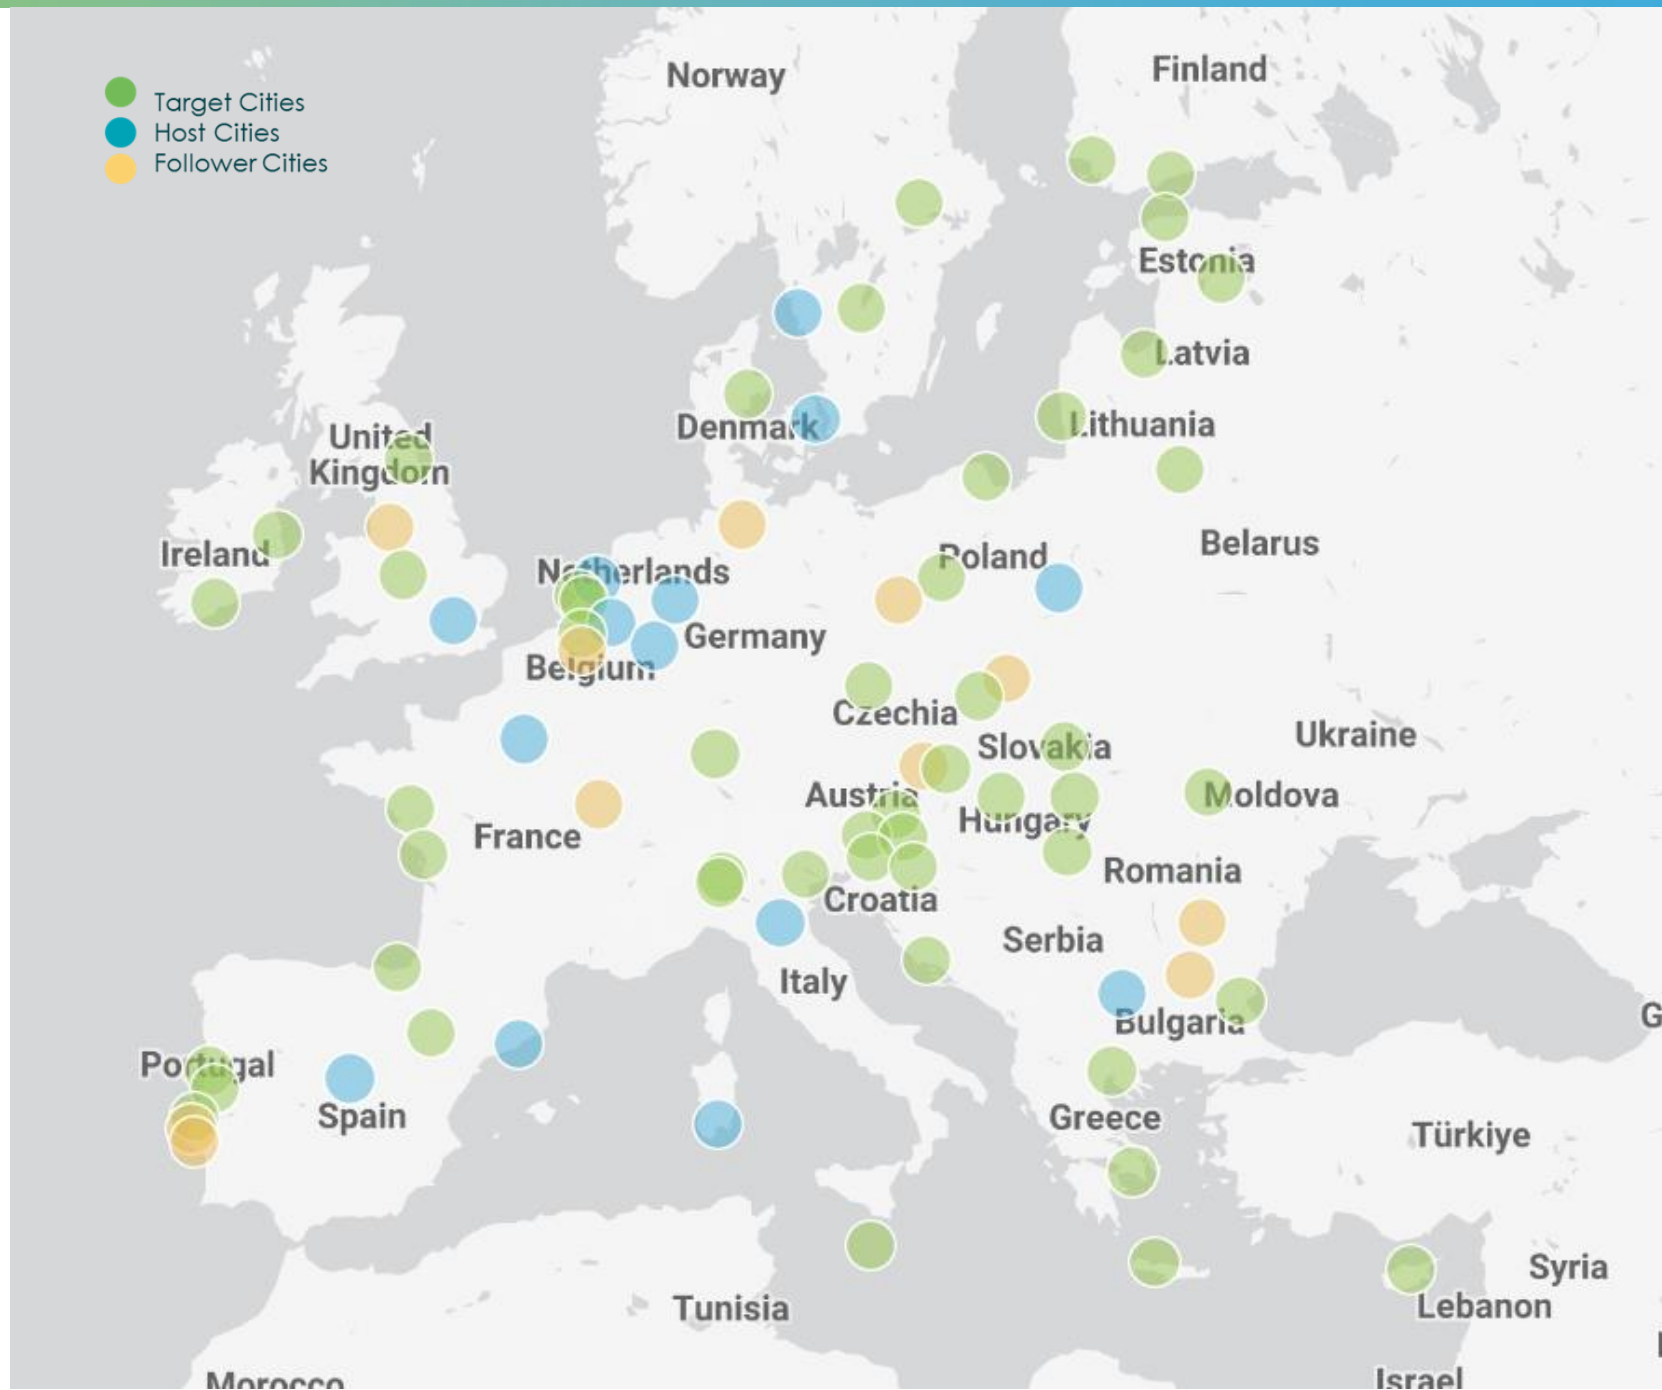 Norway
Finland
Target Cities
Host Cities
Follower Cities
Estonia
Latvia
Lithuania
Denmark
United
Kingdom
Ireland
Belarus
Poland
Netherlands
Germany
Belgium
Czechia
Slovakia
Ukraine
Austria
Moldova
Hungary
France
Romania
Croatia
Serbia
Italy
G
Bulgaria
Portugal
Spain
Greece
Türkiye
Syria
Lebanon
Tunisia
Morocco
Israel